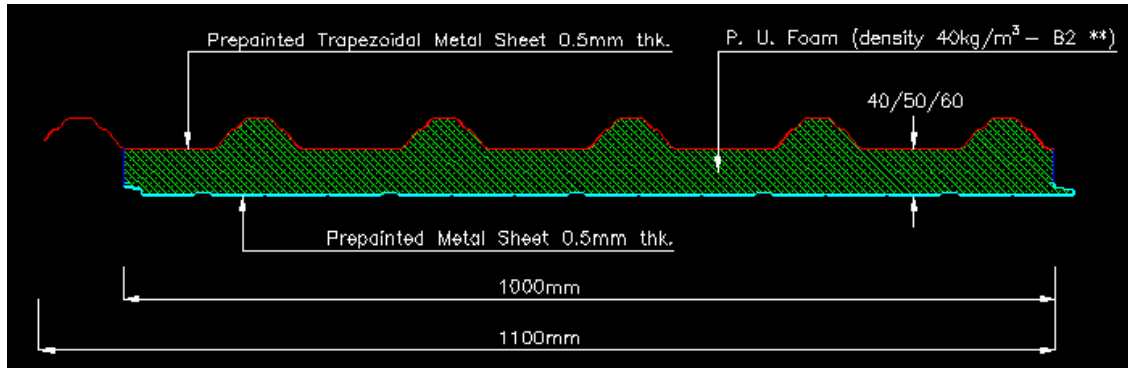 Prepainted Trapezoidal Metal Sheet 0.5mm thk.
P. U. Foam (density 40kg/m³ - B2 **)
40/50/60
Prepainted Metal Sheet 0.5mm thk.
1000mm
1100mm